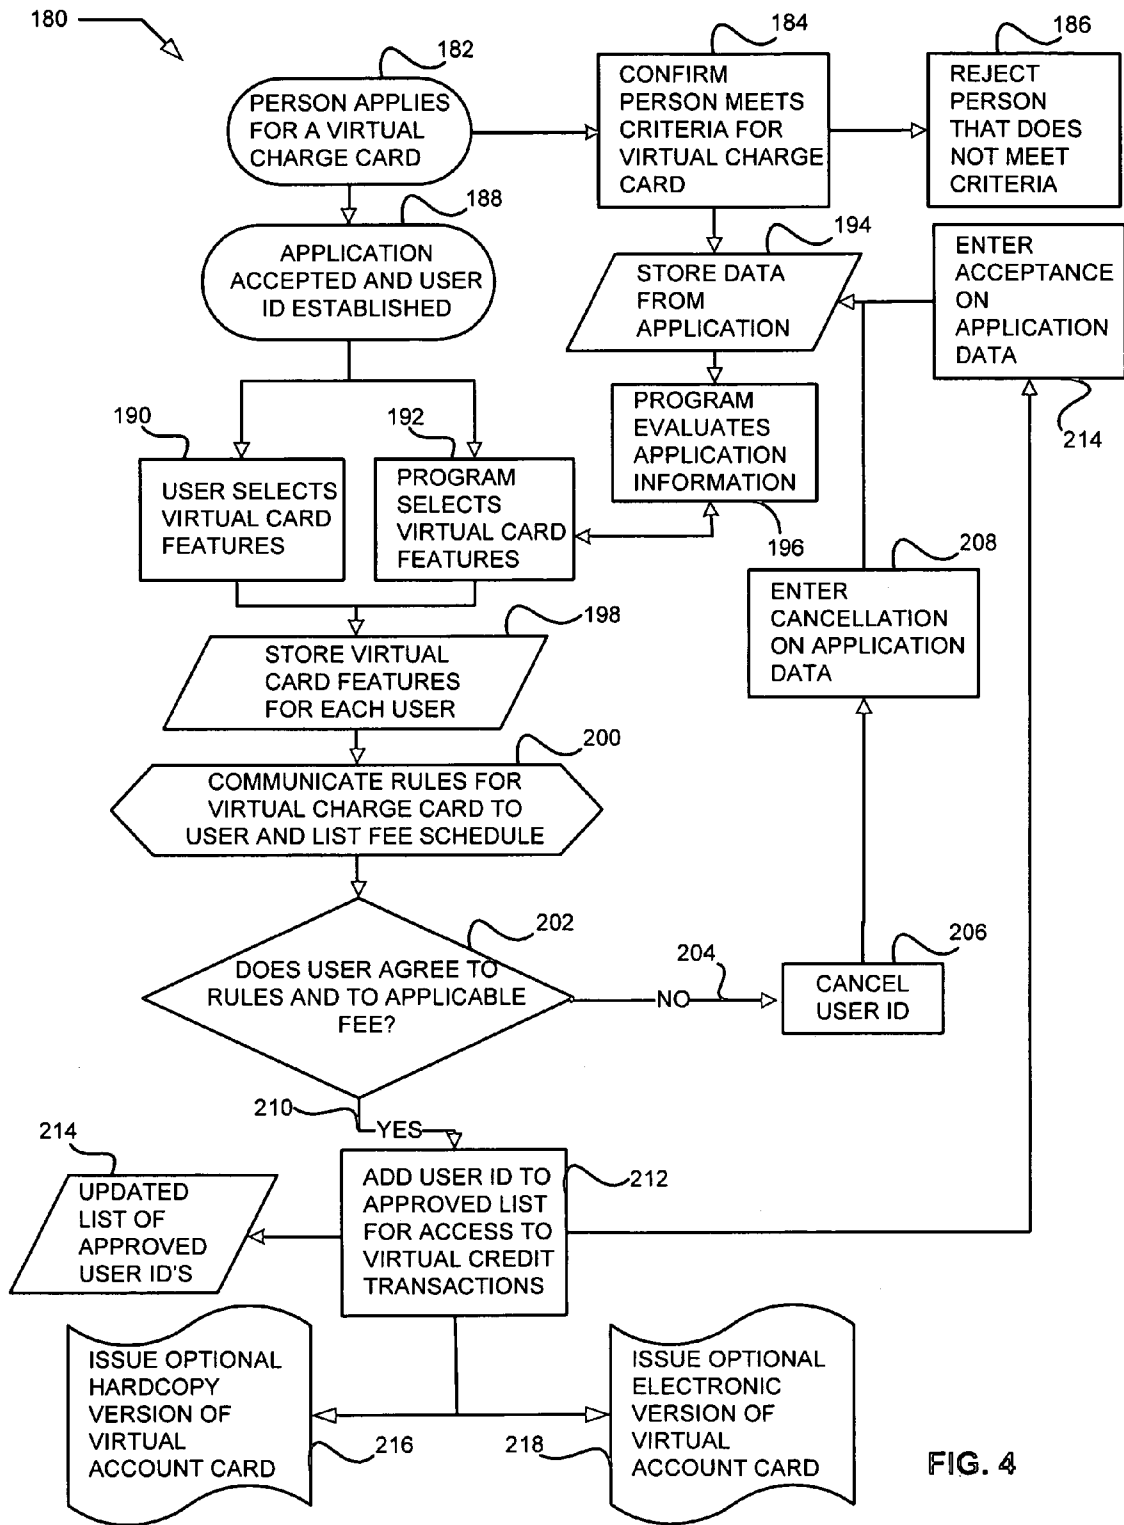 180
182
PERSON APPLIES
FOR A VIRTUAL
CHARGE CARD
184
CONFIRM
PERSON MEETS
CRITERIA FOR
VIRTUAL CHARGE
CARD
186
REJECT
PERSON
THAT DOES
NOT MEET
CRITERIA
188
APPLICATION
ACCEPTED AND USER
ID ESTABLISHED
194
STORE DATA
FROM
APPLICATION
ENTER
ACCEPTANCE
ON
APPLICATION
DATA
214
190
USER SELECTS
VIRTUAL CARD
FEATURES
192
PROGRAM
SELECTS
VIRTUAL CARD
FEATURES
PROGRAM
EVALUATES
APPLICATION
INFORMATION
196
208
ENTER
CANCELLATION
ON APPLICATION
DATA
198
STORE VIRTUAL
CARD FEATURES
FOR EACH USER
200
COMMUNICATE RULES FOR
VIRTUAL CHARGE CARD TO
USER AND LIST FEE SCHEDULE
202
DOES USER AGREE TO
RULES AND TO APPLICABLE
FEE?
204
NO
206
CANCEL
USER ID
210
YES
214
UPDATED
LIST OF
APPROVED
USER ID'S
212
ADD USER ID TO
APPROVED LIST
FOR ACCESS TO
VIRTUAL CREDIT
TRANSACTIONS
ISSUE OPTIONAL
HARDCOPY
VERSION OF
VIRTUAL
ACCOUNT CARD
216
218
ISSUE OPTIONAL
ELECTRONIC
VERSION OF
VIRTUAL
ACCOUNT CARD
FIG. 4